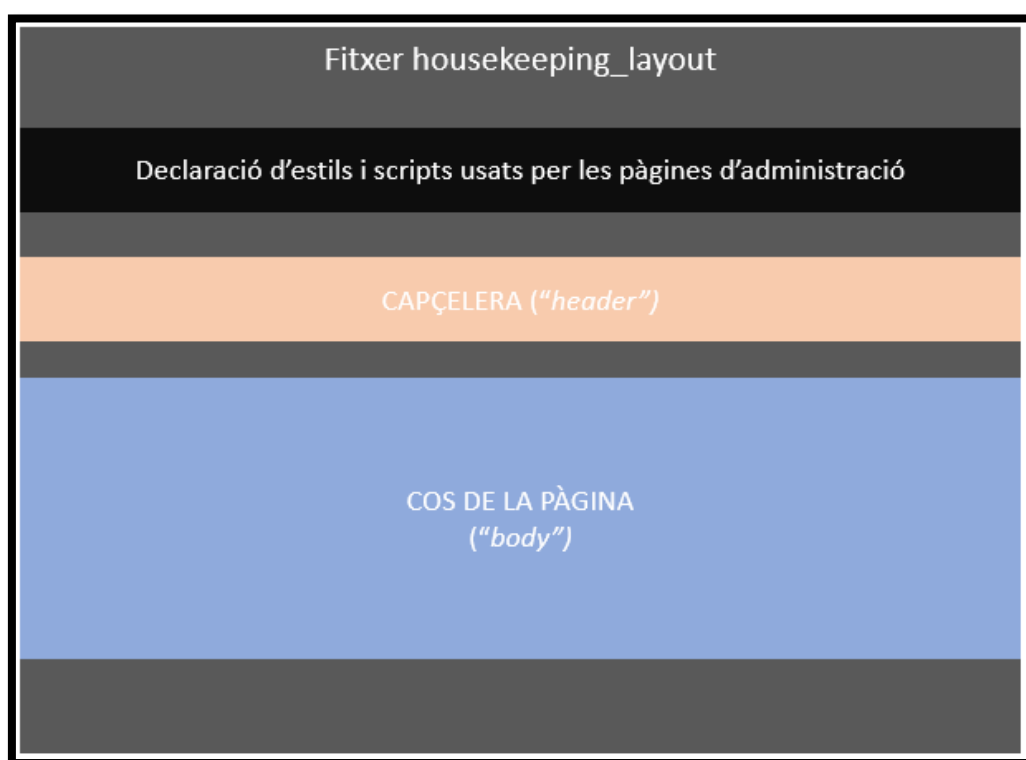 Fitxer housekeeping_layout
Declaració d’estils i scripts usats per les pàgines d’administració
CAPÇELERA (“header”)
COS DE LA PÀGINA
(“body”)